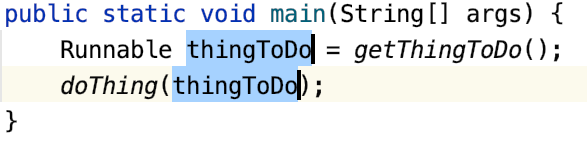 public static void main(String[] args) {
    Runnable thingToDo = getThingToDo();
    doThing(thingToDo);
}